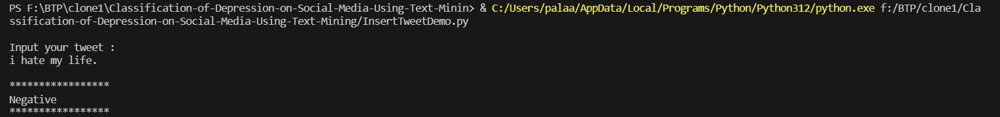 PS F:\BTP\clone1\Classification-of-Depression-on-Social-Media-Using-Text-Minin> & C:/Users/palaa/AppData/Local/Programs/Python/Python312/python.exe f:/BTP/clone1/Cla
ssification-of-Depression-on-Social-Media-Using-Text-Mining/InsertTweetDemo.py
Input your tweet :
i hate my life.
*****************
Negative
*****************